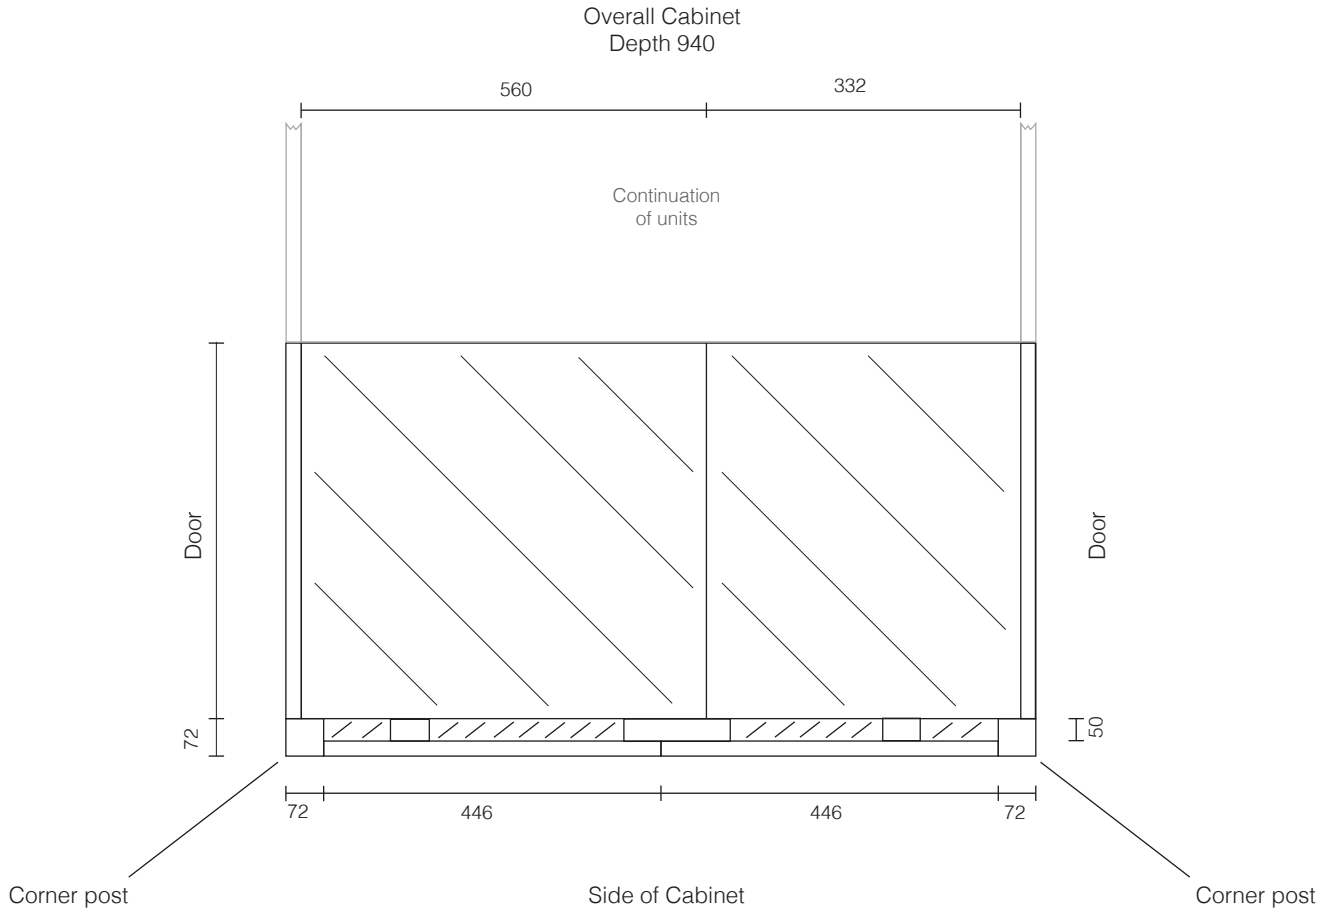 Overall Cabinet
Depth 940
560
332
Continuation
of units
Door
Door
72
50
72
446
446
72
Corner post
Side of Cabinet
Corner post